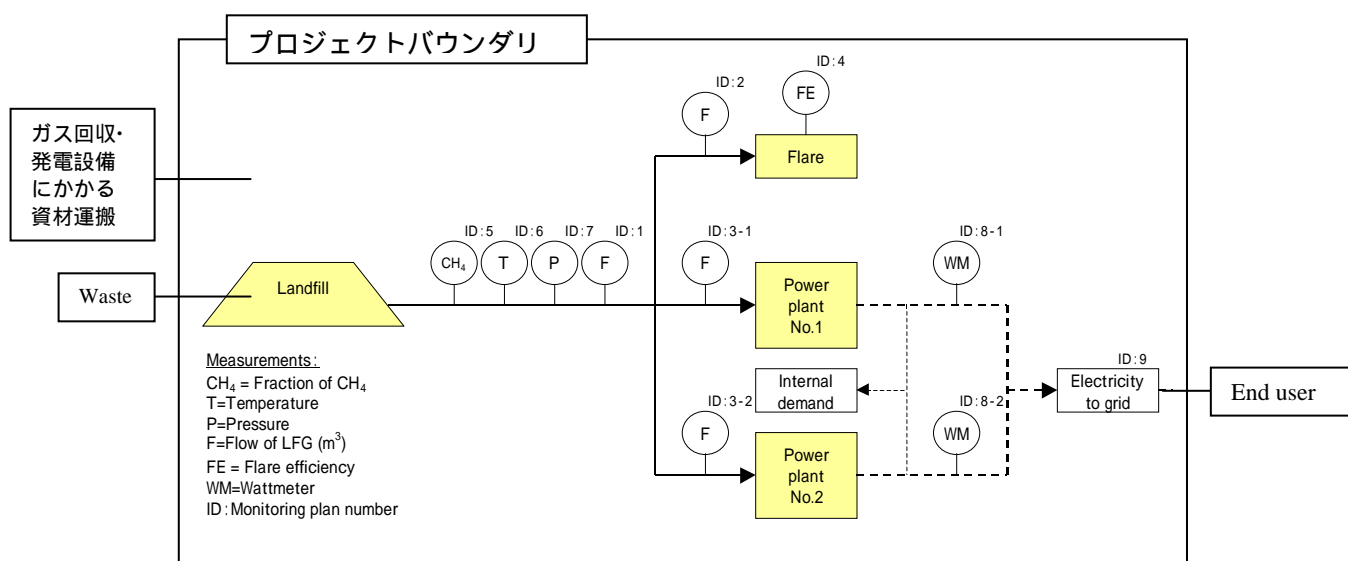 プロジェクトバウンダリ
ID:4
ID:2
FE
F
ガス回収・
発電設備
にかかる
資材運搬
Flare
ID:5
ID:6
ID:7
ID:1
ID:3-1
ID:8-1
CH₄
T
P
F
F
WM
Waste
Landfill
Power
plant
No.1
Measurements:
CH₄ = Fraction of CH₄
T=Temperature
P=Pressure
F=Flow of LFG (m³)
FE = Flare efficiency
WM=Wattmeter
ID:Monitoring plan number
Internal
demand
ID:9
Electricity
to grid
End user
ID:3-2
ID:8-2
F
WM
Power
plant
No.2